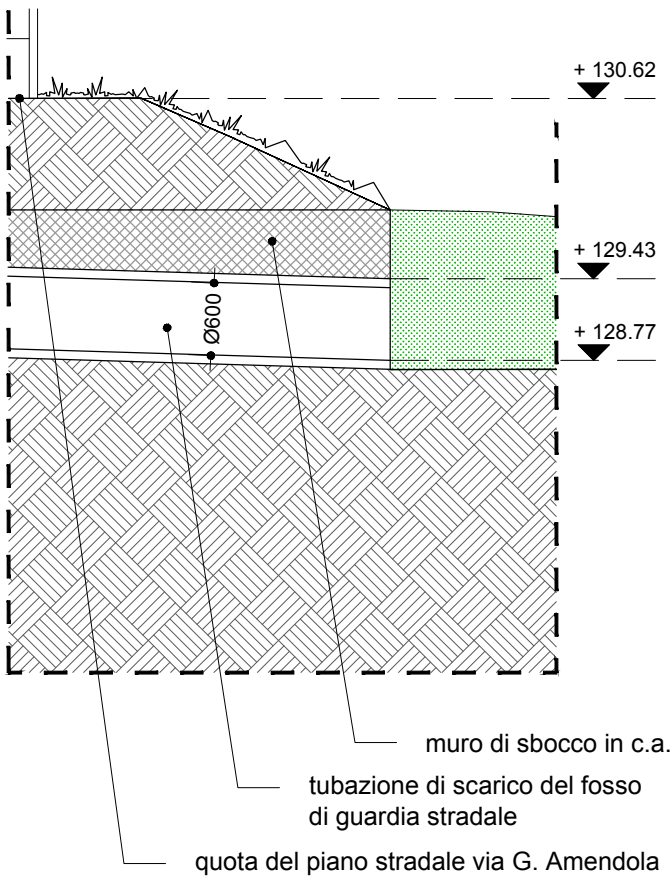 + 130.62
+ 129.43
+ 128.77
Ø600
muro di sbocco in c.a.
tubazione di scarico del fosso
di guardia stradale
quota del piano stradale via G. Amendola